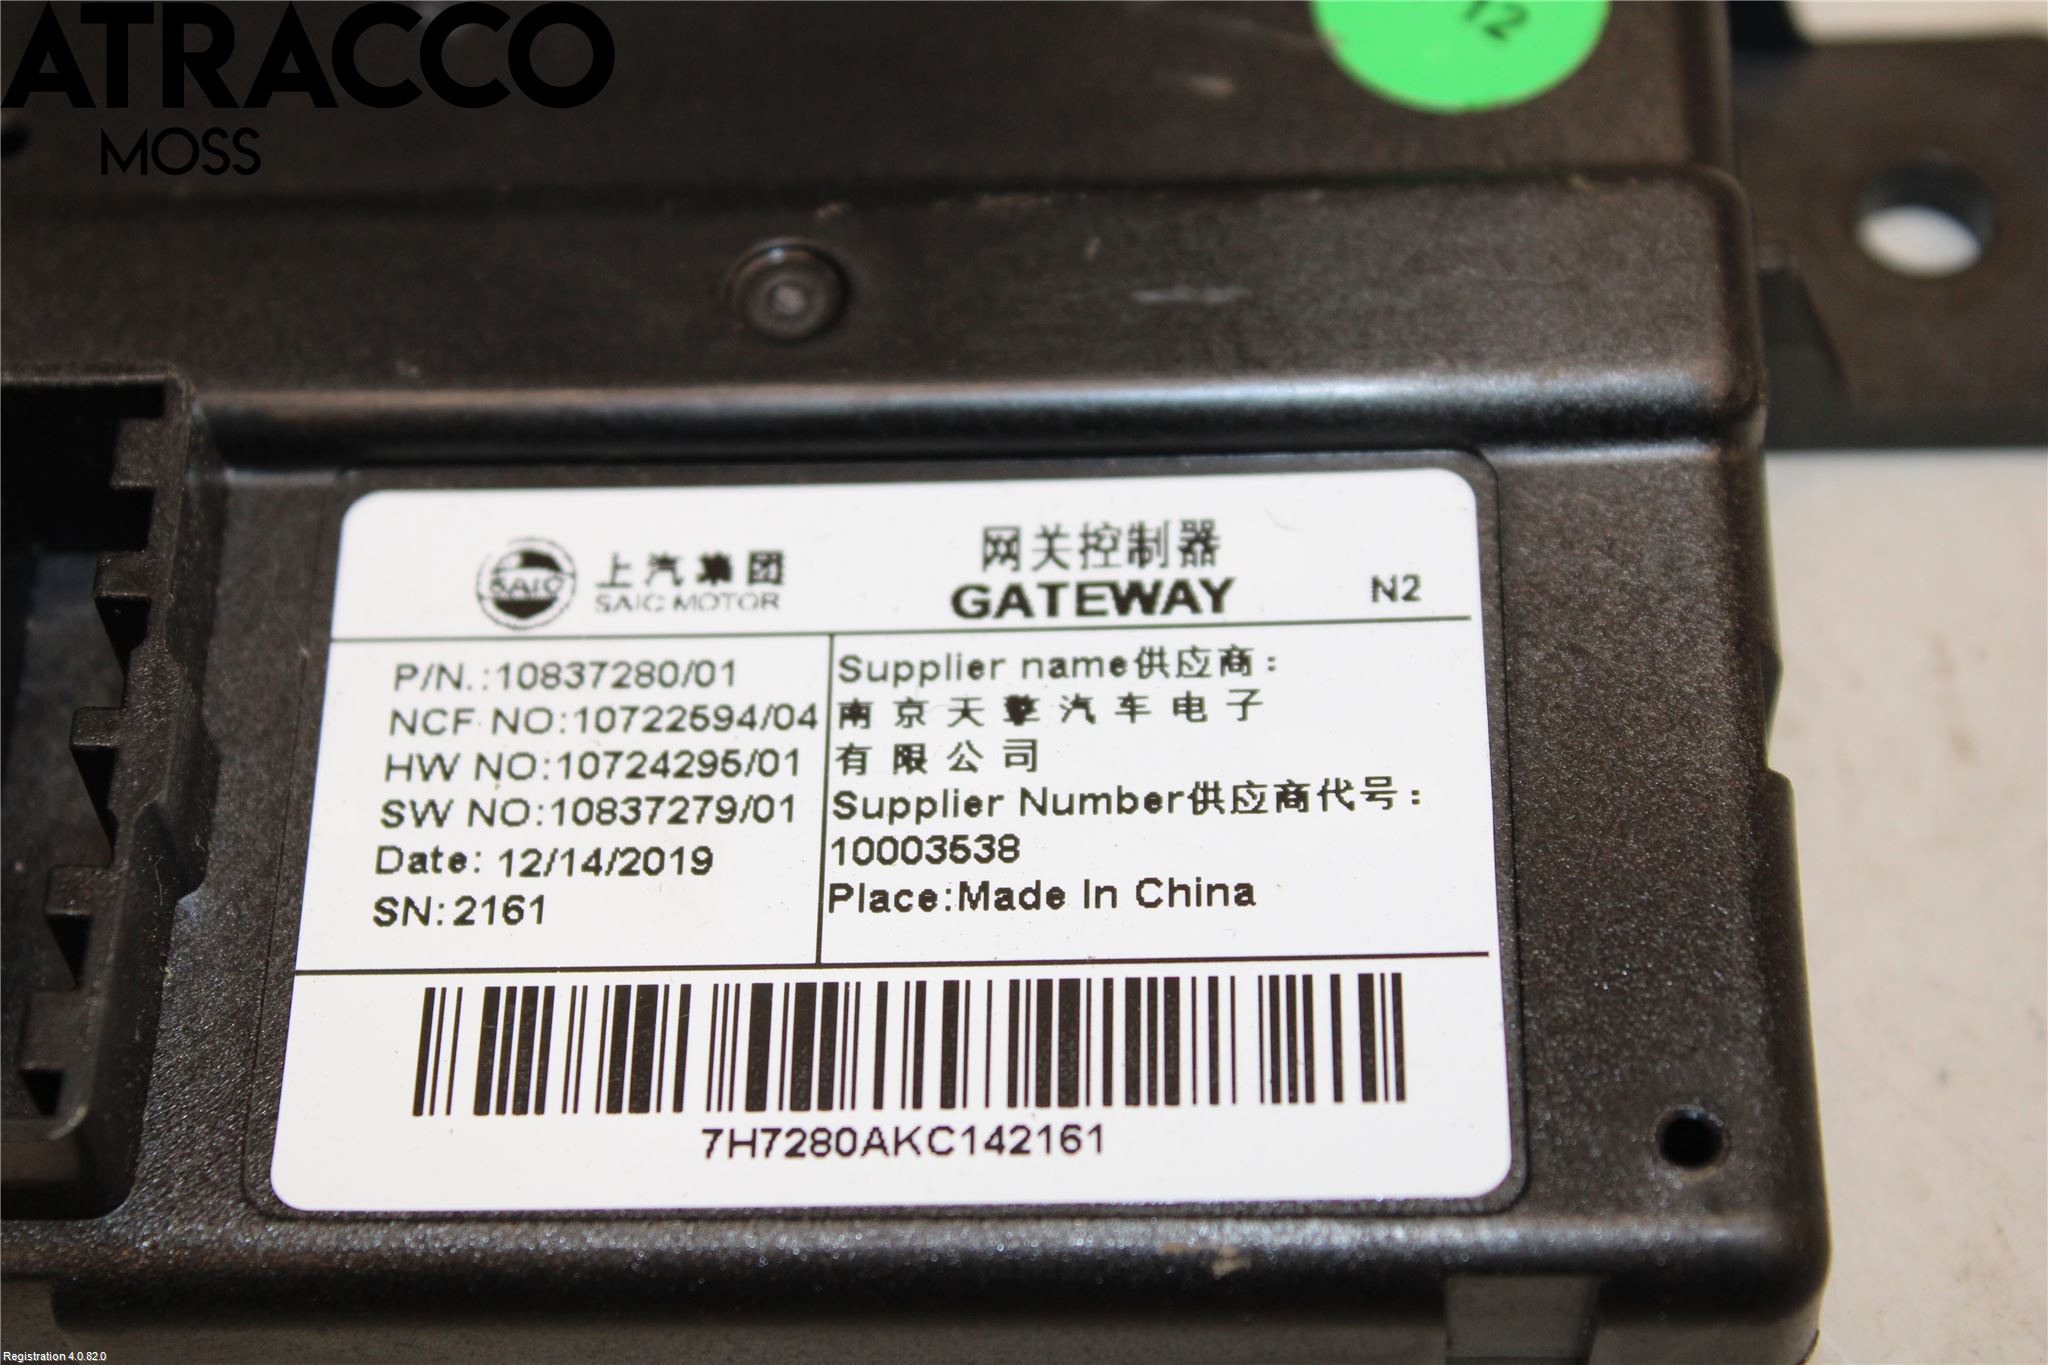 ATRACCO
MOSS
12
SAIC
上汽集团
SAIC MOTOR
网关控制器
GATEWAY
N2
P/N.:10837280/01
NCF NO:10722594/04
HW NO:10724295/01
SW NO:10837279/01
Date: 12/14/2019
SN:2161
Supplier name供应商:
南京天擎汽车电子
有限公司
Supplier Number供应商代号:
10003538
Place:Made In China
7H7280AKC142161
Registration 4.0.82.0